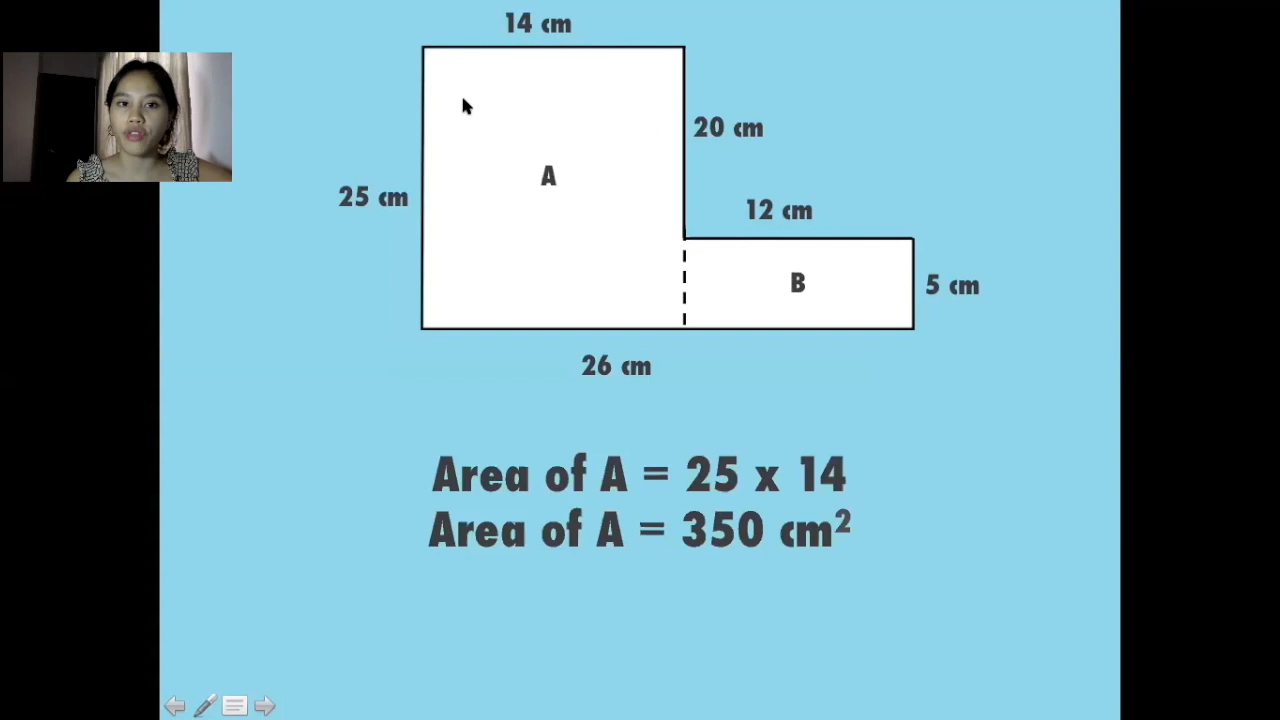 14 cm
20 cm
A
25 cm
12 cm
B
5 cm
26 cm
Area of A = 25 x 14
Area of A = 350 cm²